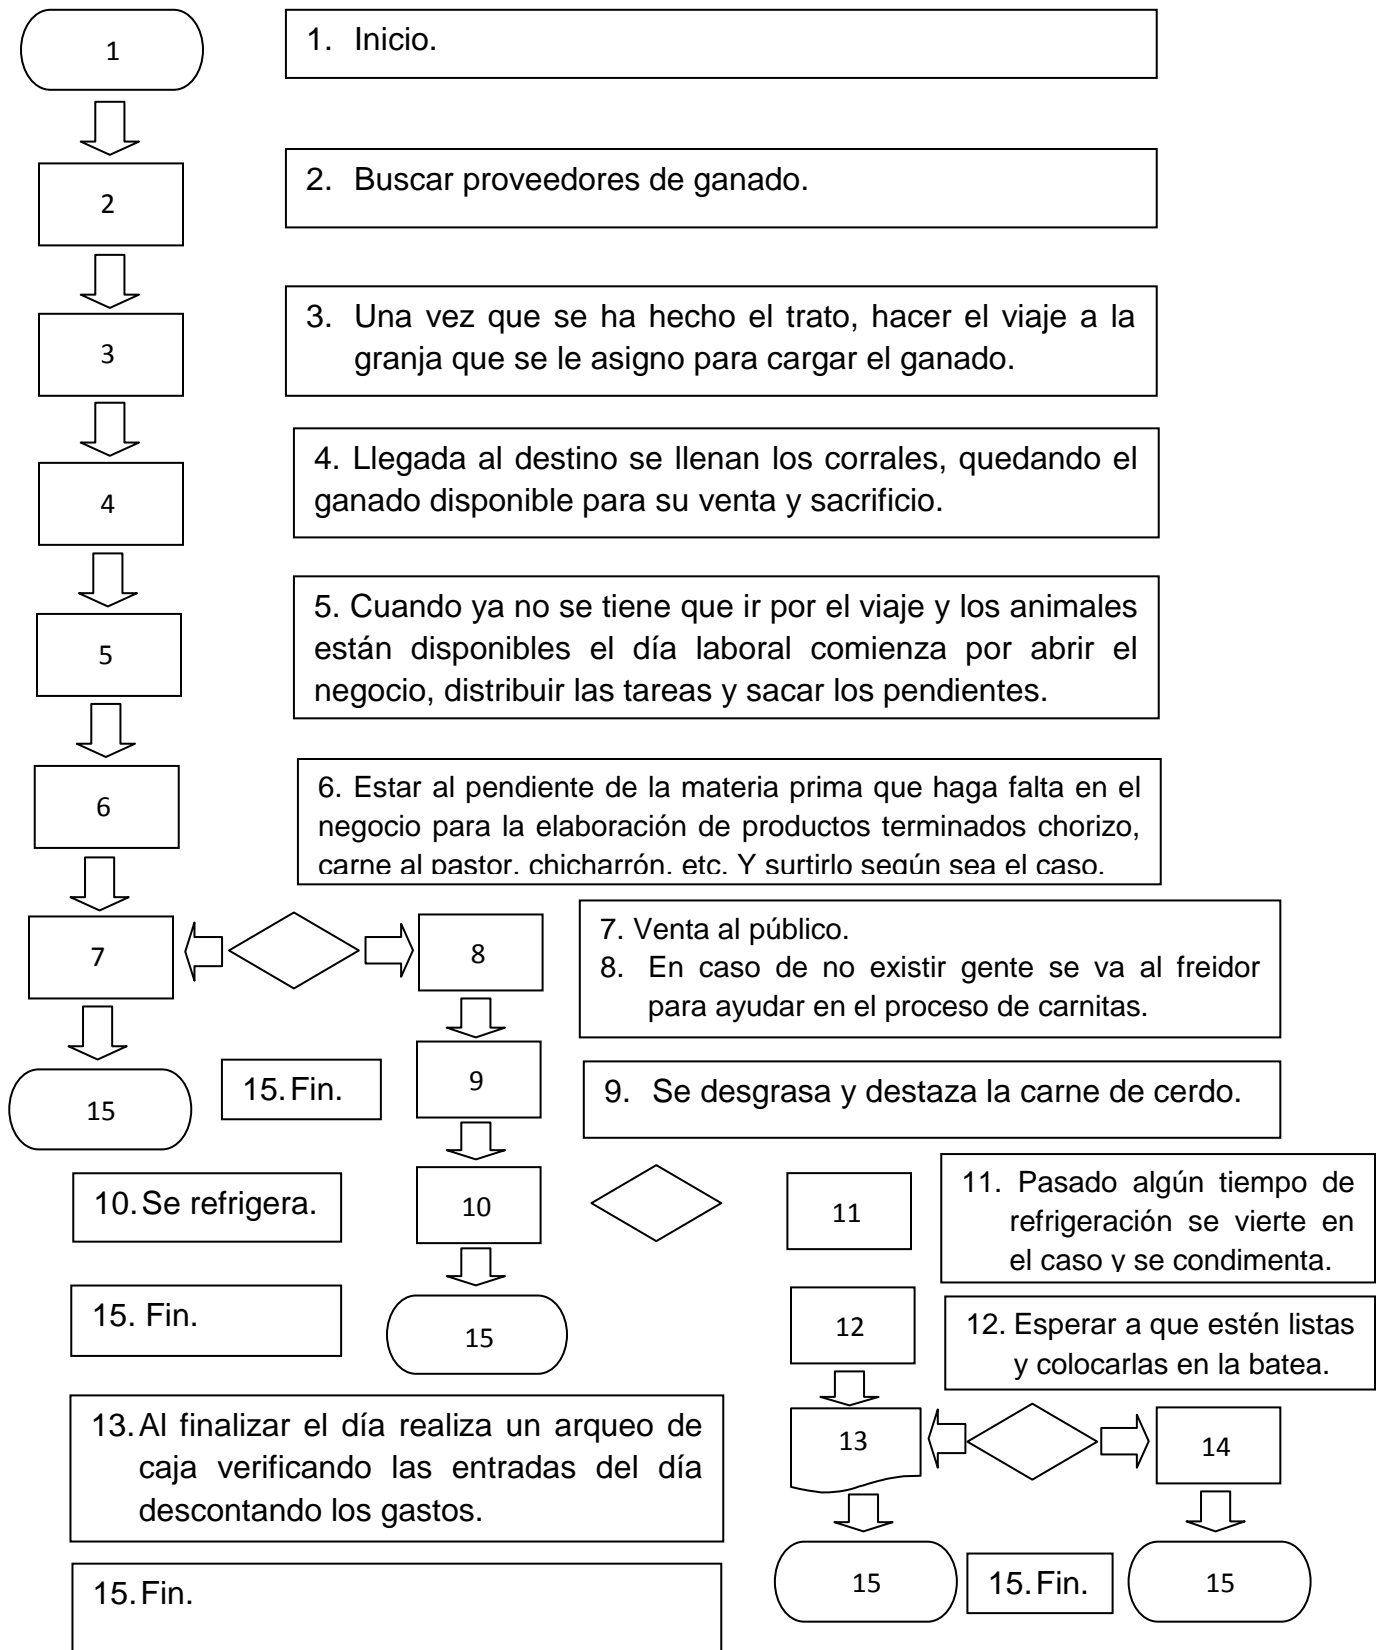 1
1. Inicio.
2
2. Buscar proveedores de ganado.
3
3. Una vez que se ha hecho el trato, hacer el viaje a la
granja que se le asigno para cargar el ganado.
4
4. Llegada al destino se llenan los corrales, quedando el
ganado disponible para su venta y sacrificio.
5
5. Cuando ya no se tiene que ir por el viaje y los animales
están disponibles el día laboral comienza por abrir el
negocio, distribuir las tareas y sacar los pendientes.
6
6. Estar al pendiente de la materia prima que haga falta en el
negocio para la elaboración de productos terminados chorizo,
carne al pastor, chicharrón, etc. Y surtirlo según sea el caso.
7
8
7. Venta al público.
8. En caso de no existir gente se va al freidor
para ayudar en el proceso de carnitas.
15
15. Fin.
9
9. Se desgrasa y destaza la carne de cerdo.
10. Se refrigera.
10
11
11. Pasado algún tiempo de
refrigeración se vierte en
el caso y se condimenta.
15. Fin.
15
12
12. Esperar a que estén listas
y colocarlas en la batea.
13. Al finalizar el día realiza un arqueo de
caja verificando las entradas del día
descontando los gastos.
13
14
15. Fin.
15
15. Fin.
15